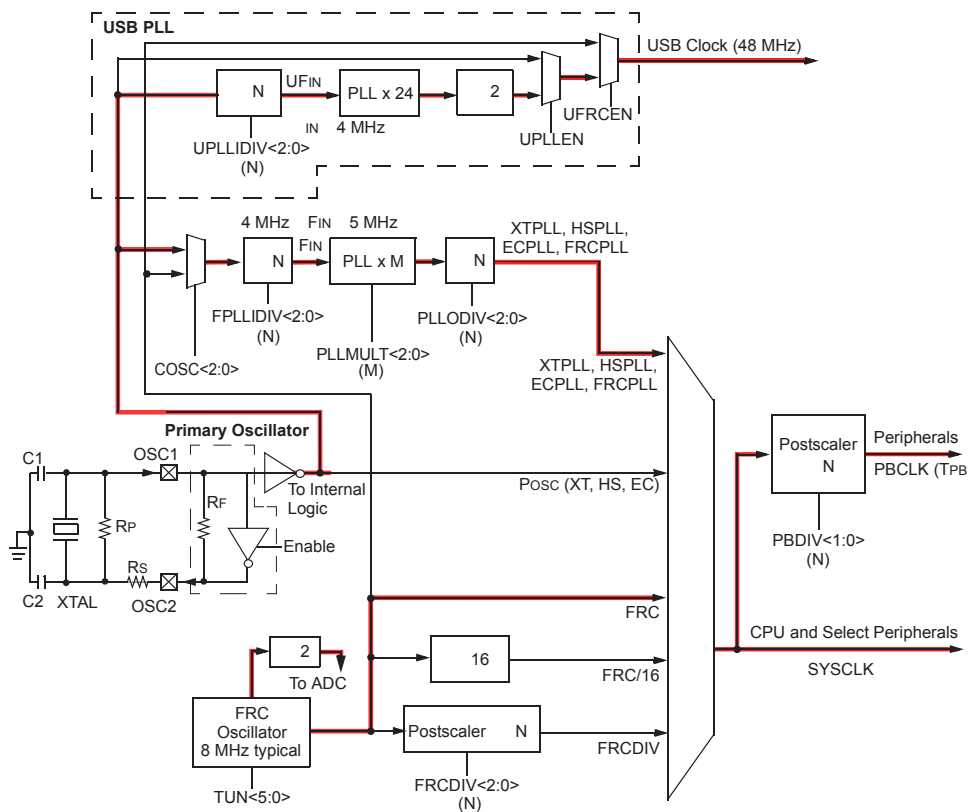 USB PLL
USB Clock (48 MHz)
UFIN
N
PLL x 24
2
UFRCEN
IN 4 MHz
UPLLEN
UPLLIDIV<2:0>
(N)
4 MHz FIN 5 MHz
FIN
XTPLL, HSPLL,
ECPLL, FRCPLL
N
PLL x M
N
FPLLIDIV<2:0>
(N)
PLLODIV<2:0>
(N)
PLLMULT<2:0>
(M)
COSC<2:0>
XTPLL, HSPLL,
ECPLL, FRCPLL
Primary Oscillator
C1
OSC1
To Internal
Logic
POSC (XT, HS, EC)
Postscaler
N
Peripherals
PBCLK (TPB
RP
RF
Enable
PBDIV<1:0>
(N)
RS
C2
XTAL
OSC2
FRC
CPU and Select Peripherals
SYSCLK
2
To ADC
16
FRC/16
FRC
Oscillator
8 MHz typical
Postscaler N
FRCDIV
TUN<5:0>
FRCDIV<2:0>
(N)